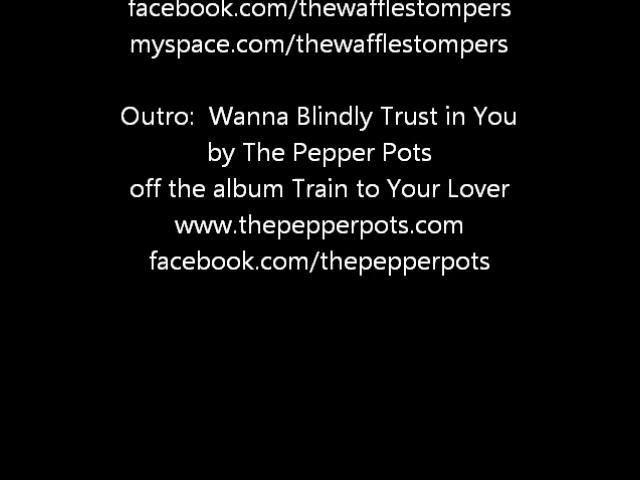 facebook.com/thewafflestompers
myspace.com/thewafflestompers
Outro:  Wanna Blindly Trust in You
by The Pepper Pots
off the album Train to Your Lover
www.thepepperpots.com
facebook.com/thepepperpots